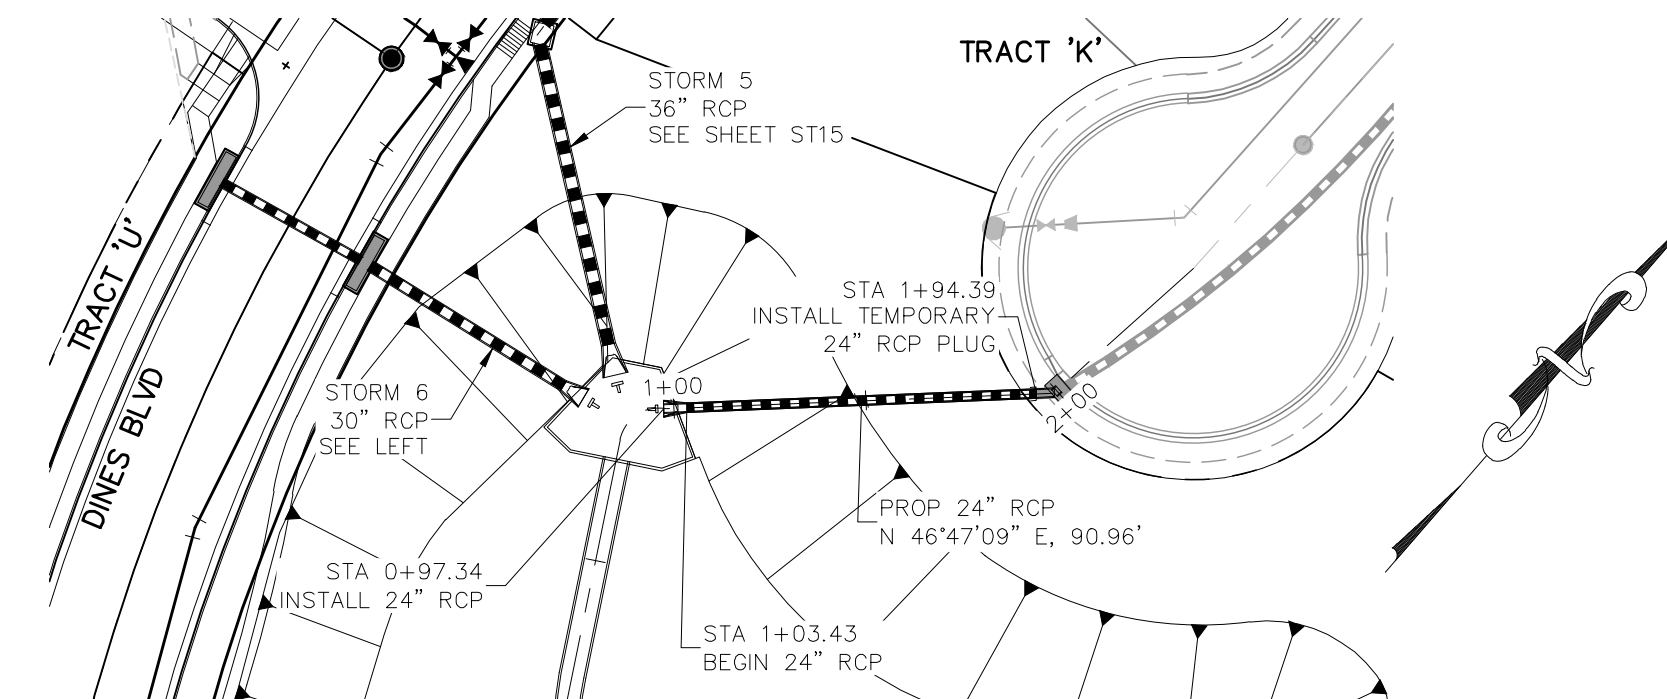 TRACT 'K'
STORM 5
36" RCP
SEE SHEET ST15
TRACT 'U'
STA 1+94.39
INSTALL TEMPORARY
24" RCP PLUG
1+00
2+00
STORM 6
30" RCP
SEE LEFT
DINES BLVD
PROP 24" RCP
N 46°47'09" E, 90.96'
STA 0+97.34
INSTALL 24" RCP
STA 1+03.43
BEGIN 24" RCP
N